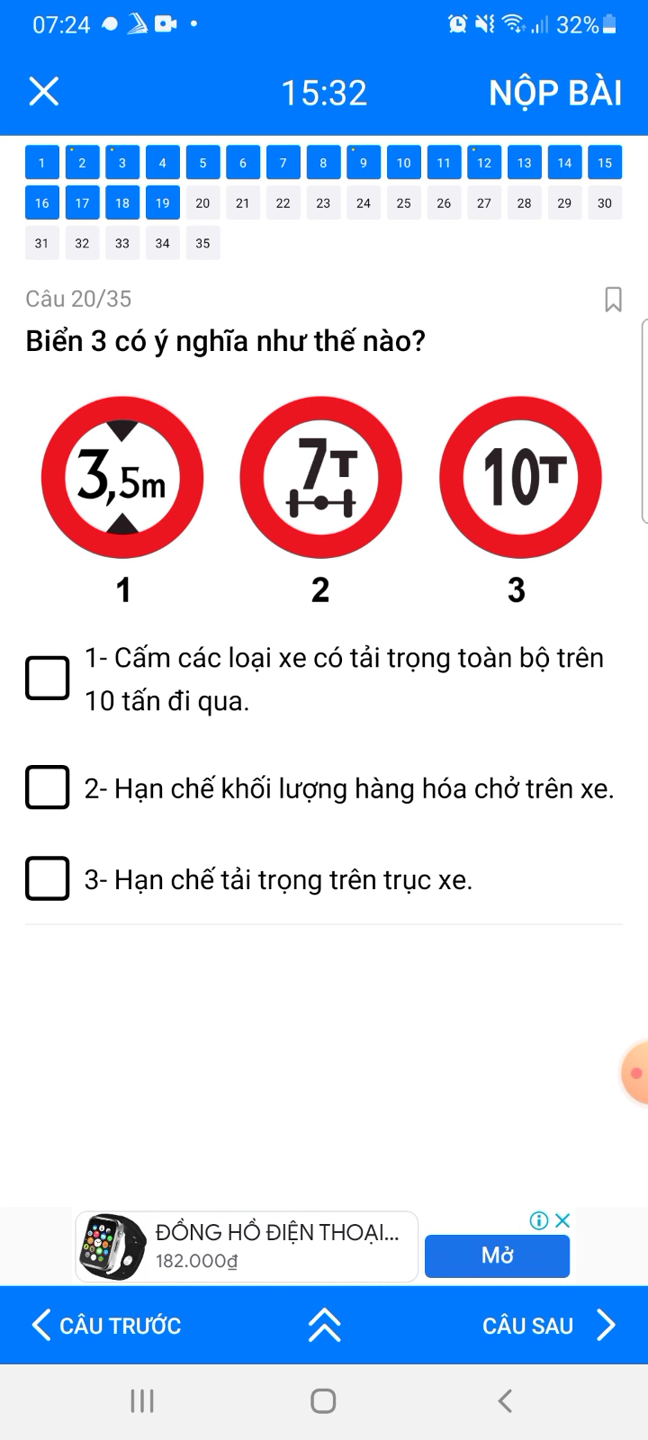 07:24
32%
15:32
NỘP BÀI
1 2 3 4 5 6 7 8 9 10 11 12 13 14 15
16 17 18 19 20 21 22 23 24 25 26 27 28 29 30
31 32 33 34 35
Câu 20/35
Biển 3 có ý nghĩa như thế nào?
3,5m
7T
10T
1 2 3
1- Cấm các loại xe có tải trọng toàn bộ trên
10 tấn đi qua.
2- Hạn chế khối lượng hàng hóa chở trên xe.
3- Hạn chế tải trọng trên trục xe.
ĐỒNG HỒ ĐIỆN THOẠI...
182.000₫
Mở
CÂU TRƯỚC
CÂU SAU